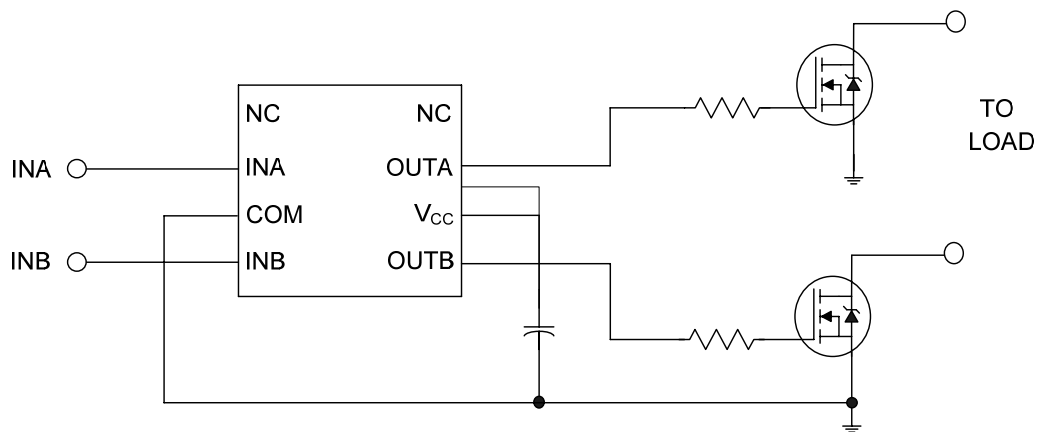 NC NC
TO
LOAD
INA INA OUTA
COM VCC
INB INB OUTB